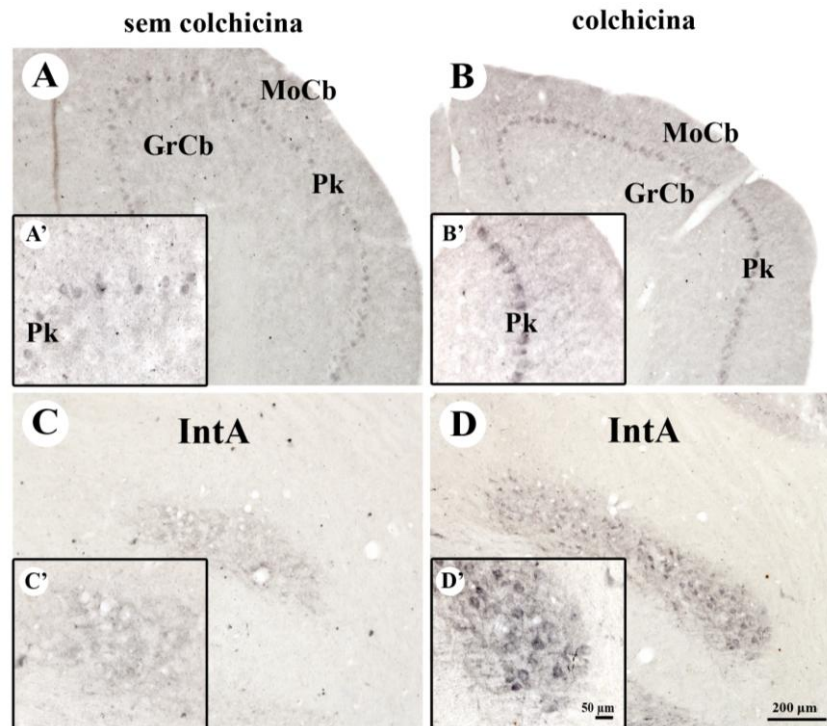 sem colchicina
colchicina
A
MoCb
GrCb
Pk
A'
Pk
B
MoCb
GrCb
Pk
B'
Pk
C
IntA
C'
D
IntA
D'
50 µm
200 µm